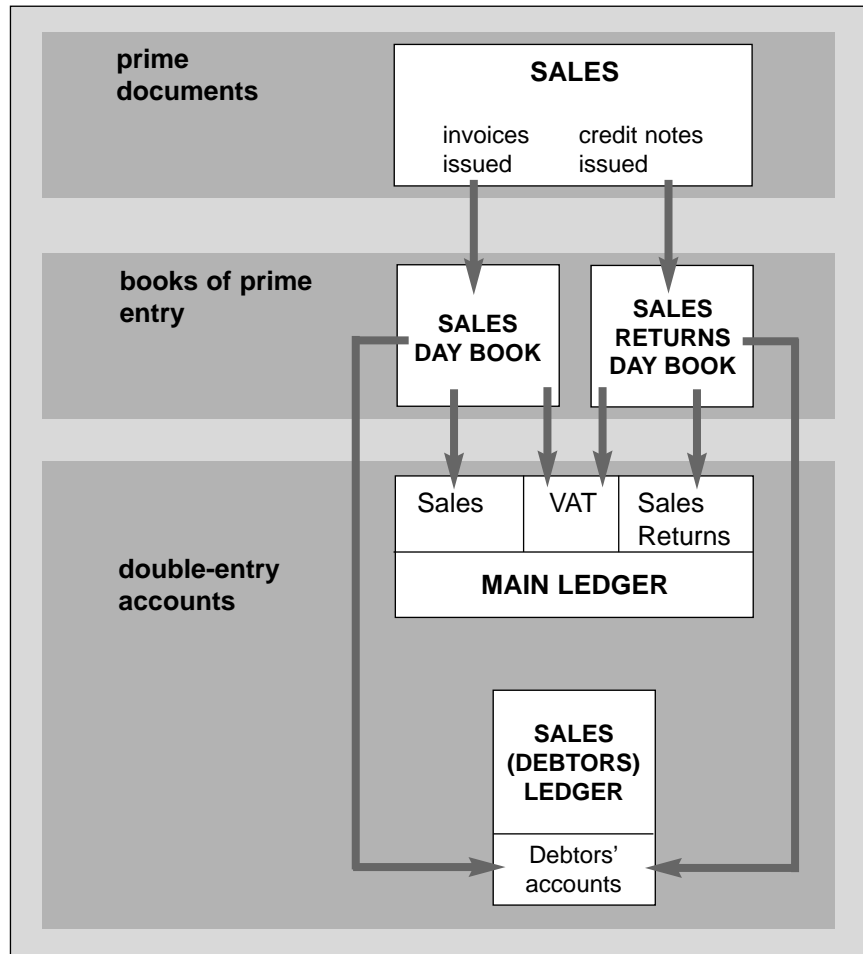 prime
documents
SALES
invoices
issued
credit notes
issued
books of prime
entry
SALES
DAY BOOK
SALES
RETURNS
DAY BOOK
double-entry
accounts
Sales
VAT
Sales
Returns
MAIN LEDGER
SALES
(DEBTORS)
LEDGER
Debtors’
accounts